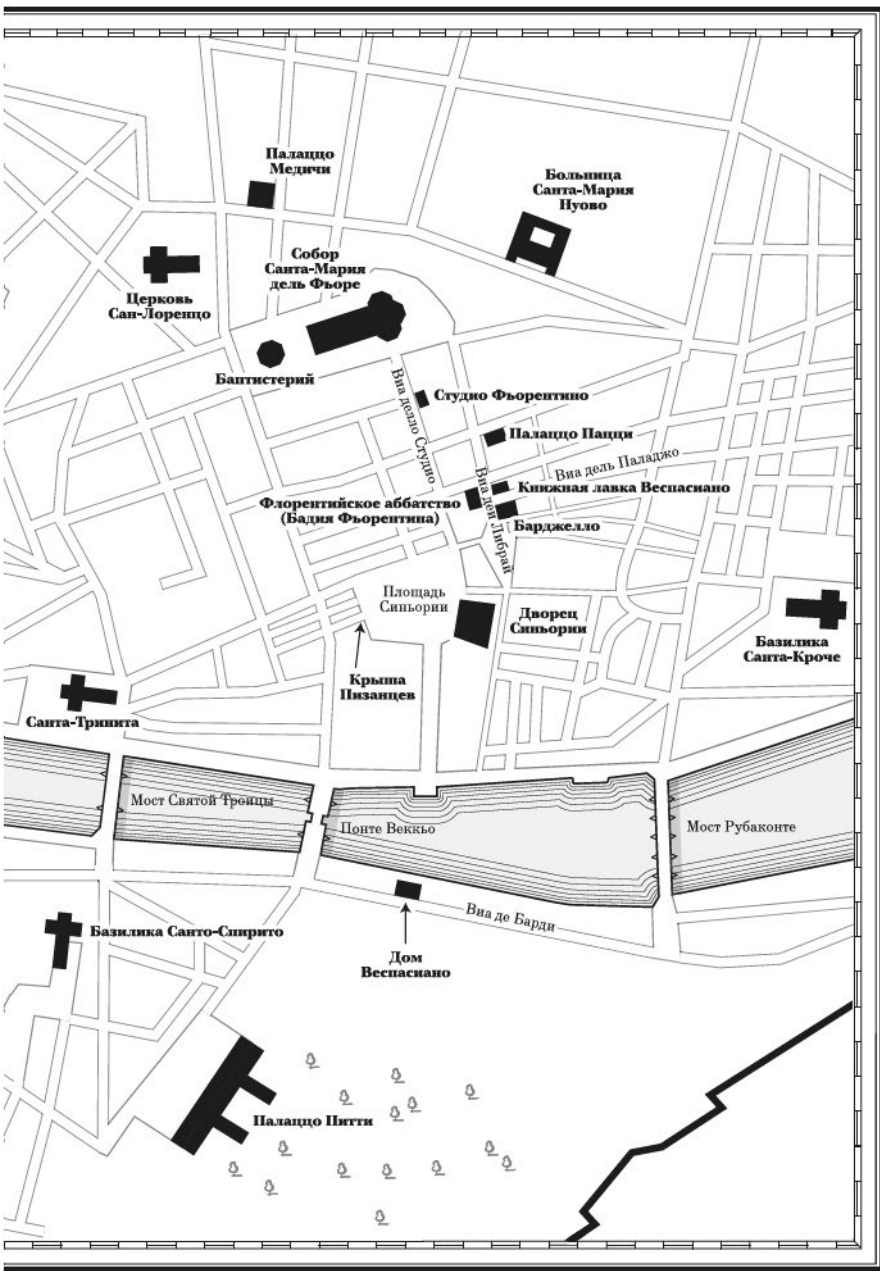 Палаццо
Медичи
Больница
Санта-Мария
Нуово
Собор
Санта-Мария
дель Фьоре
Церковь
Сан-Лоренцо
Баптистерий
Виа делло Студио
Студио Фьорентино
Палаццо Пацци
Виа дель Паладжо
Книжная лавка Веспасиано
Виа деи Либрай
Флорентийское аббатство
(Бадия Фьорентина)
Барджелло
Площадь
Синьории
Дворец
Синьории
Базилика
Санта-Кроче
Крыша
Пизанцев
Санта-Тринита
Мост Святой Троицы
Понте Веккьо
Мост Рубаконте
Виа де Барди
Базилика Санто-Спирито
Дом
Веспасиано
Палаццо Питти